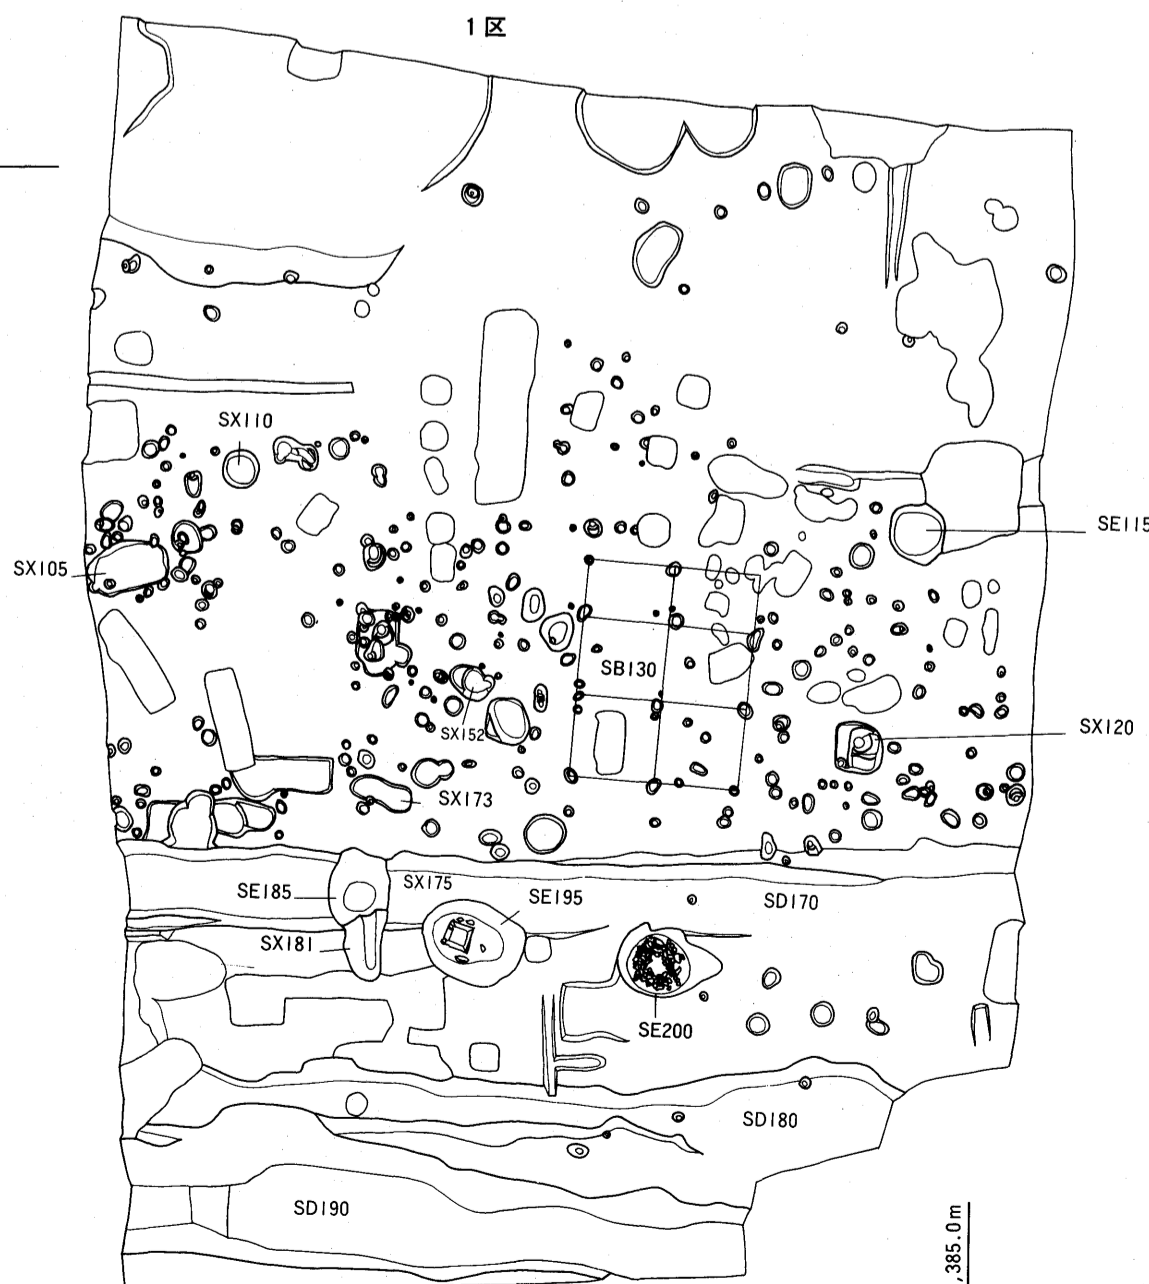 1区
SX110
SE115
SX105
SB130
SX120
SX152
SX173
SX175
SE185
SE195
SD170
SX181
SE200
SD180
SD190
,385.0m